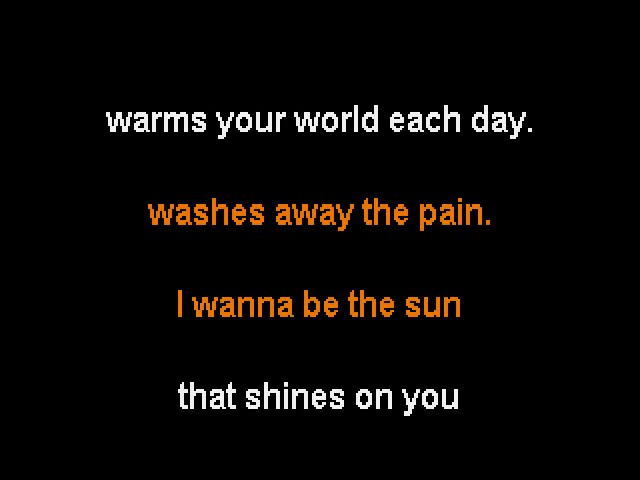 warms your world each day.
washes away the pain.
I wanna be the sun
that shines on you